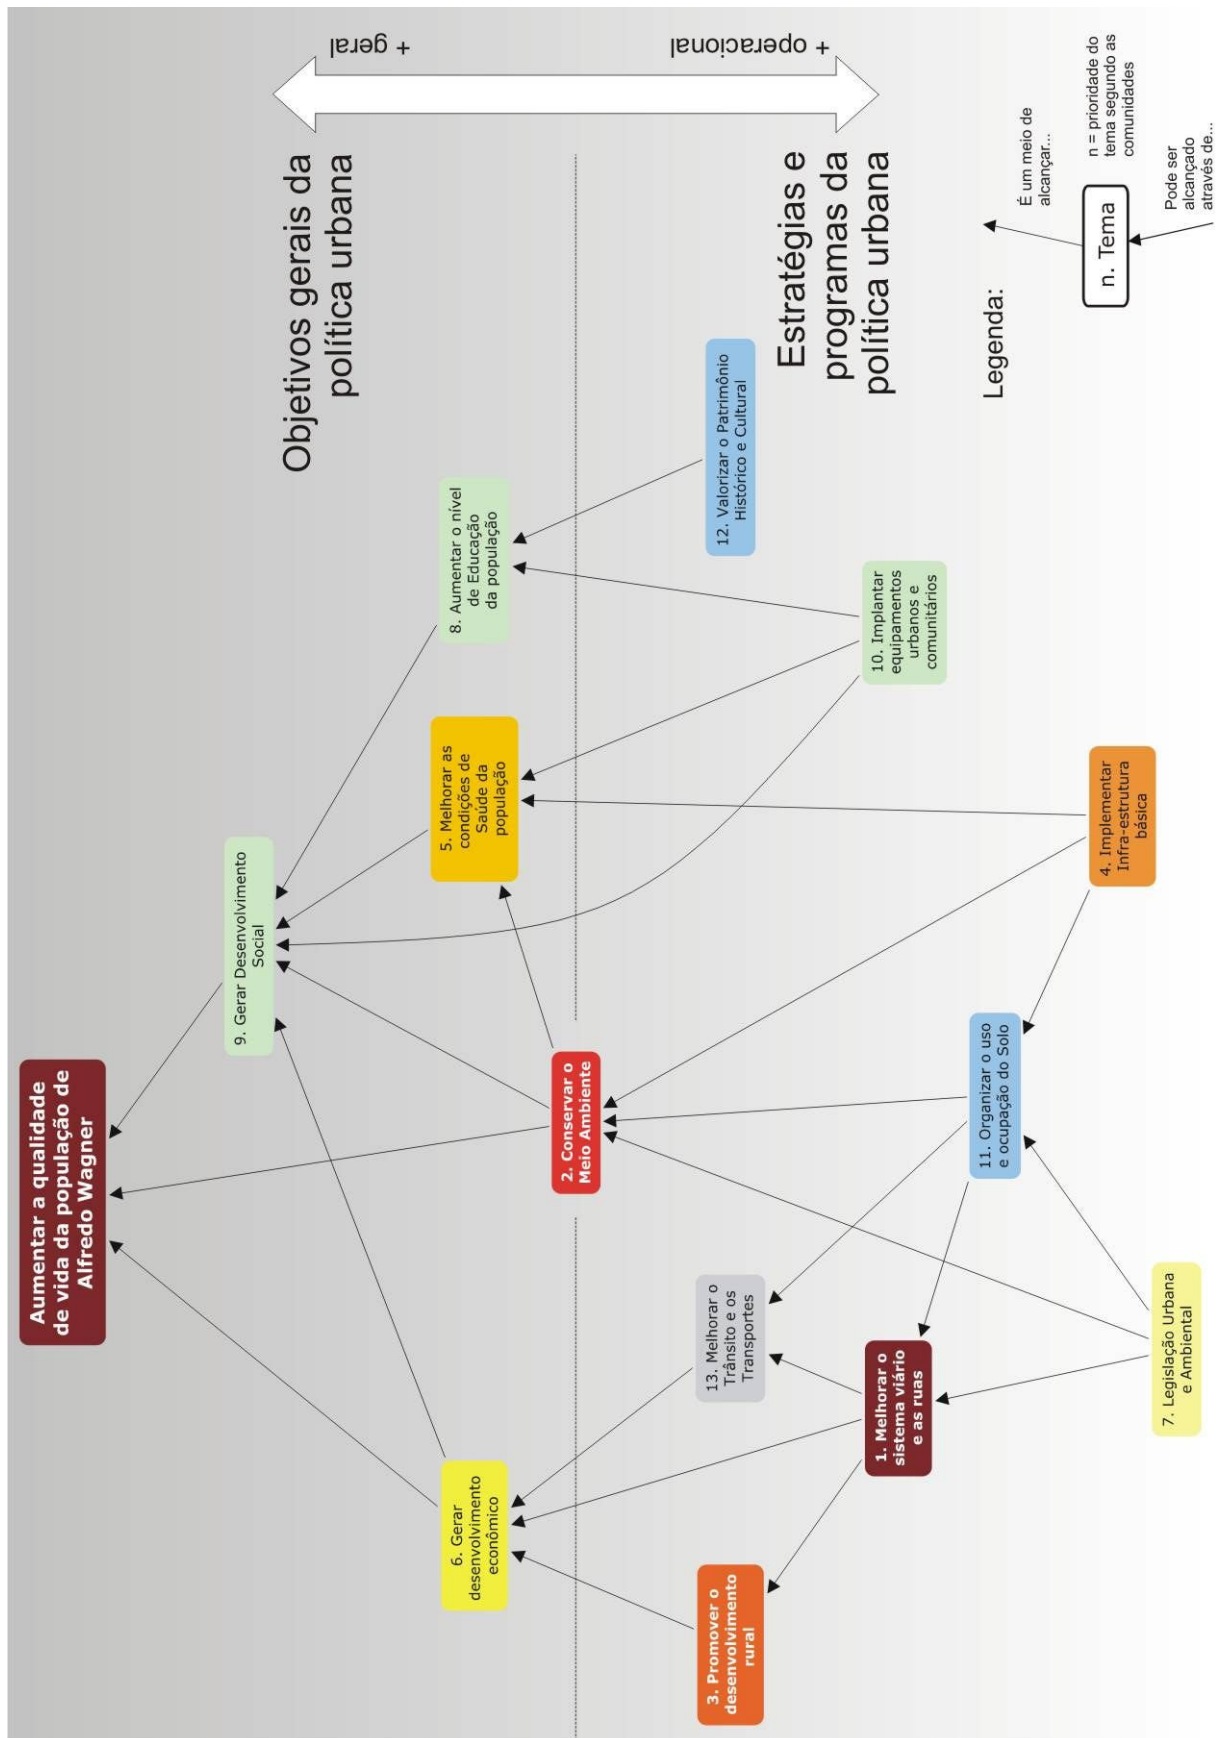 Aumentar a qualidade
de vida da população de
Alfredo Wagner
9. Gerar Desenvolvimento
Social
Objetivos gerais da
política urbana
+ geral
6. Gerar
desenvolvimento
econômico
5. Melhorar as
condições de
Saúde da
população
8. Aumentar o nível
de Educação
da população
2. Conservar o
Meio Ambiente
+ operacional
3. Promover o
desenvolvimento
rural
13. Melhorar o
Trânsito e os
Transportes
12. Valorizar o Patrimônio
Histórico e Cultural
Estratégias e
programas da
política urbana
1. Melhorar o
sistema viário
e as ruas
10. Implantar
equipamentos
urbanos e
comunitários
11. Organizar o uso
e ocupação do Solo
4. Implementar
Infra-estrutura
básica
7. Legislação Urbana
e Ambiental
Legenda:
É um meio de
alcançar...
n. Tema
n = prioridade do
tema segundo as
comunidades
Pode ser
alcançado
através de...